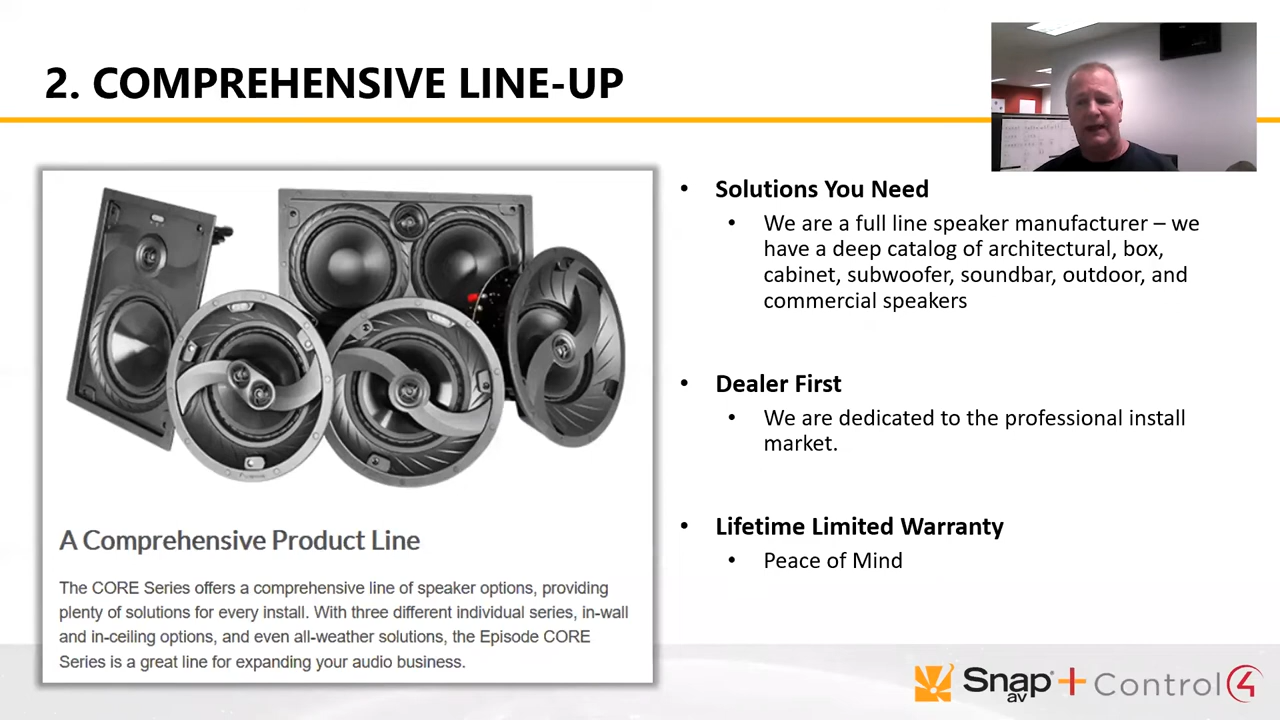 2. COMPREHENSIVE LINE-UP
• Solutions You Need
• We are a full line speaker manufacturer – we
have a deep catalog of architectural, box,
cabinet, subwoofer, soundbar, outdoor, and
commercial speakers
• Dealer First
• We are dedicated to the professional install
market.
• Lifetime Limited Warranty
• Peace of Mind
A Comprehensive Product Line
The CORE Series offers a comprehensive line of speaker options, providing
plenty of solutions for every install. With three different individual series, in-wall
and in-ceiling options, and even all-weather solutions, the Episode CORE
Series is a great line for expanding your audio business.
Snap av + Control 4